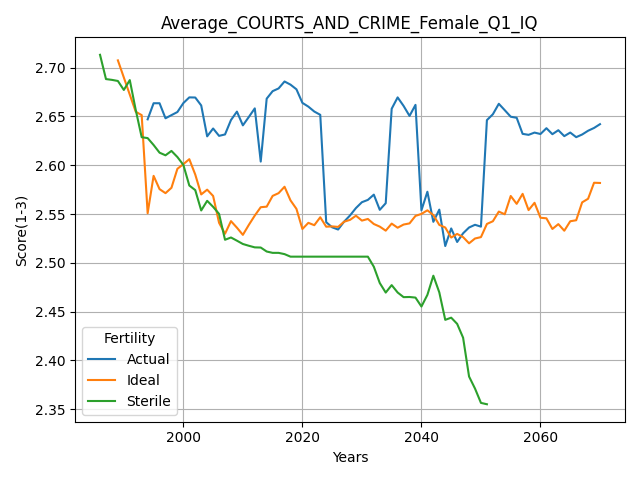 Average_COURTS_AND_CRIME_Female_Q1_IQ
Score(1-3)
2.70
2.65
2.60
2.55
2.50
2.45
2.40
2.35
Fertility
Actual
Ideal
Sterile
2000
2020
2040
2060
Years